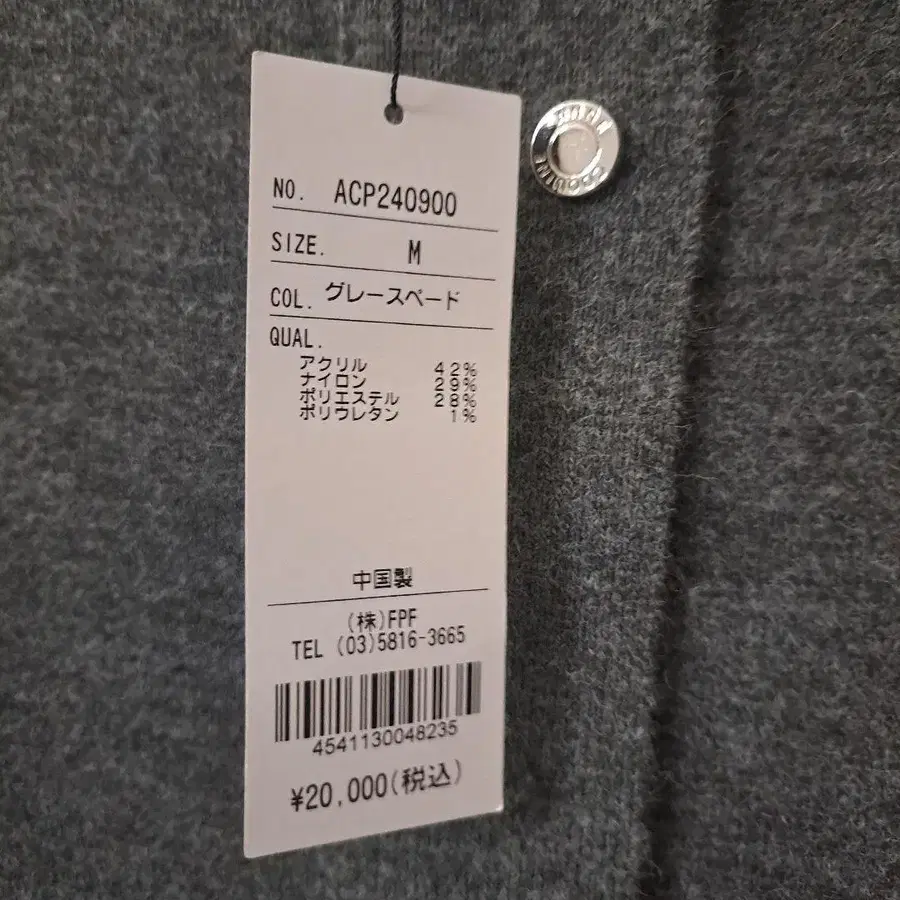 NO. ACP240900
SIZE. M
COL. グレースペード
QUAL.
アクリル 42%
ナイロン 29%
ポリエステル 28%
ポリウレタン 1%
中国製
(株)FPF
TEL (03)5816-3665
4541130048235
¥20,000(税込)